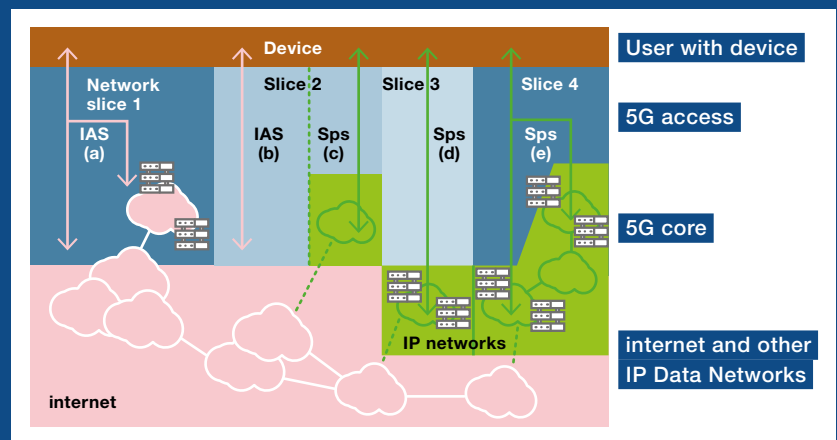 Device
User with device
Network
slice 1
Slice 2
Slice 3
Slice 4
5G access
IAS
(a)
IAS
(b)
Sps
(c)
Sps
(d)
Sps
(e)
5G core
IP networks
internet and other
IP Data Networks
internet